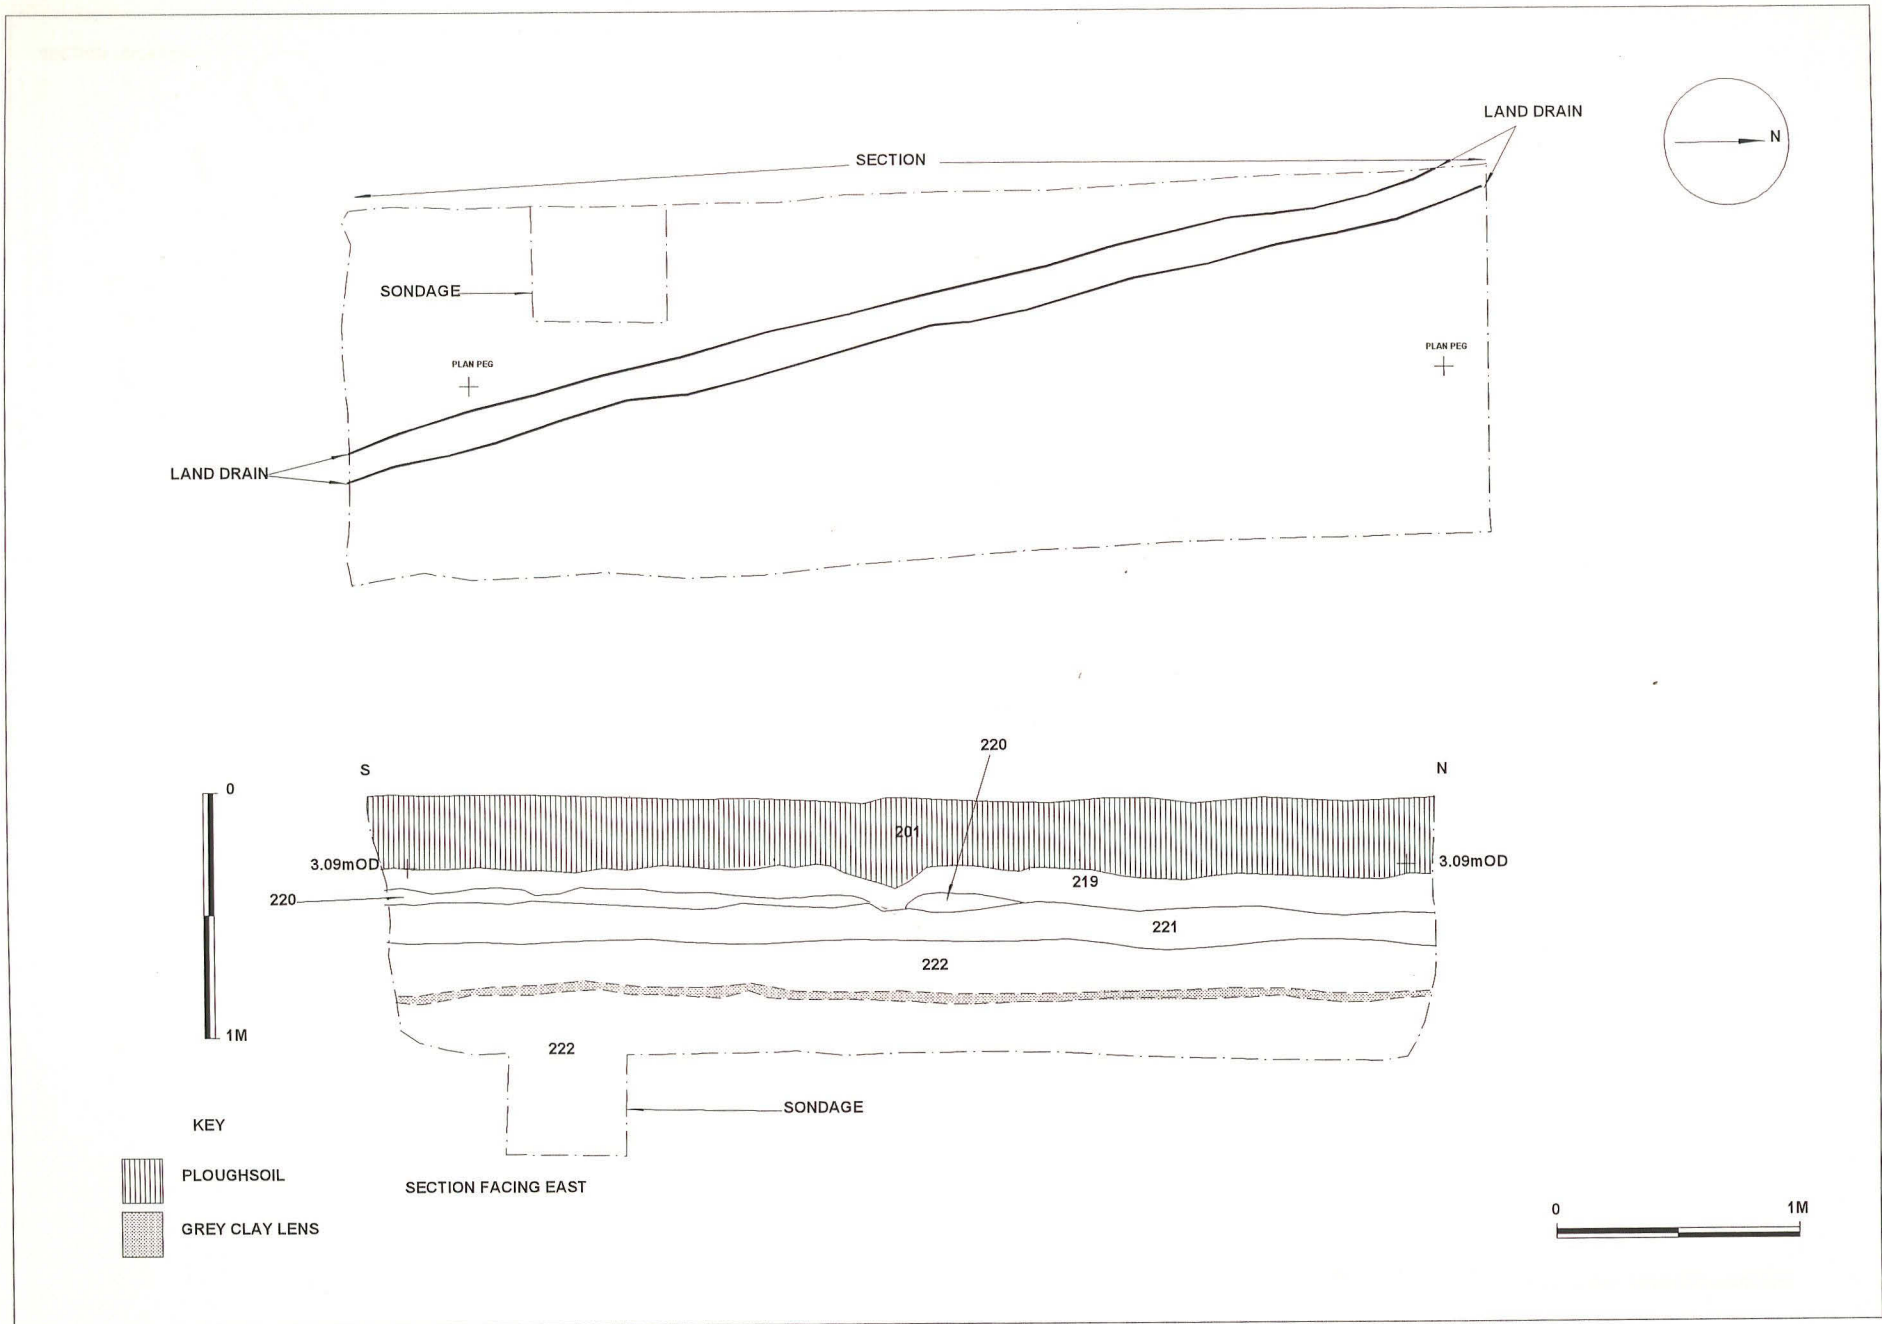 LAND DRAIN
N
SECTION
SONDAGE
PLAN PEG
PLAN PEG
LAND DRAIN
220
S
N
0
201
3.09mOD
3.09mOD
219
220
221
222
1M
222
SONDAGE
KEY
PLOUGHSOIL
SECTION FACING EAST
GREY CLAY LENS
0
1M